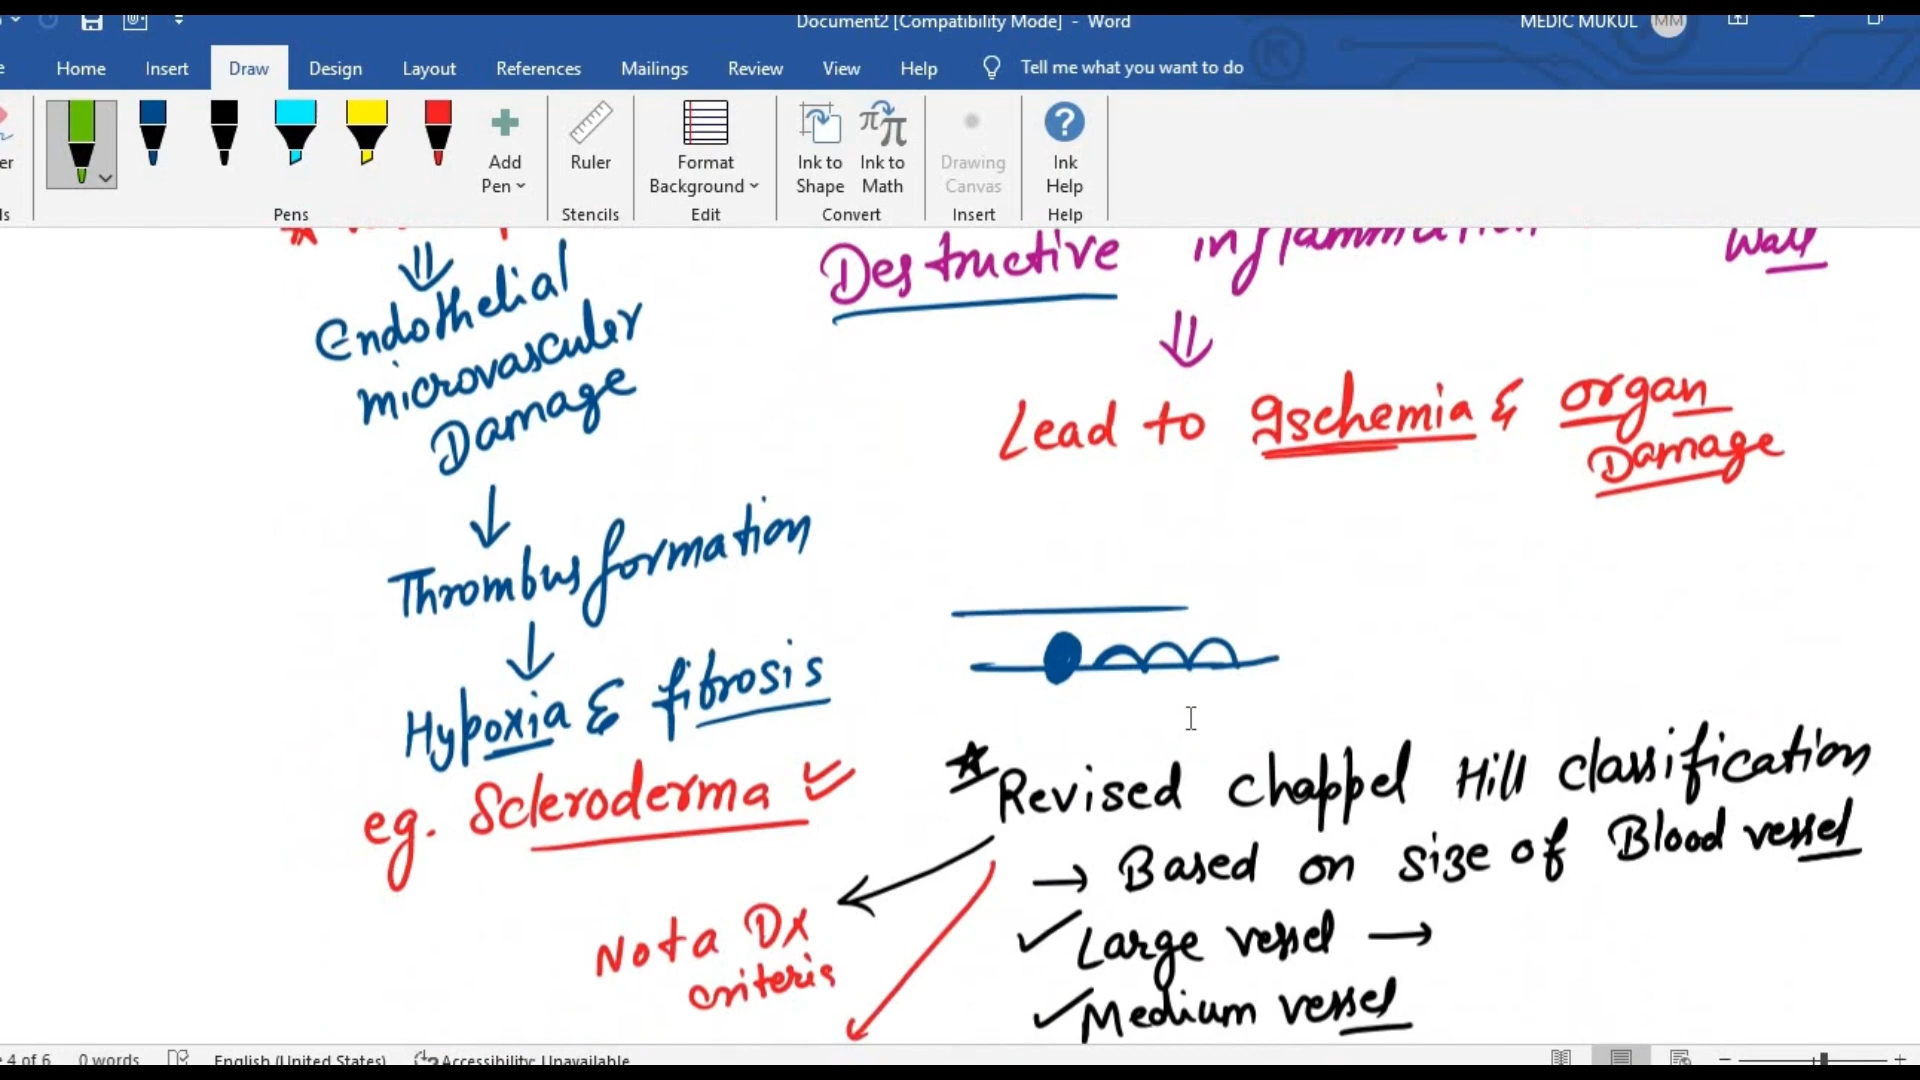 Document2 [Compatibility Mode] - Word
MEDIC MUKUL
MM
Home Insert Draw Design Layout References Mailings Review View Help Tell me what you want to do
Add Pen
Ruler
Format Background
Ink to Shape
Ink to Math
Drawing Canvas
Ink Help
Pens Stencils Edit Convert Insert Help
Endothelial
microvascular
Damage
Thrombus formation
Hypoxia & fibrosis
eg. Scleroderma
Destructive inflammation
Wall
Lead to Ischemia & organ
Damage
Revised chappel Hill classification
→ Based on size of Blood vessel
✓ Large vessel →
✓ Medium vessel
Not a Dx
criteria
4 of 6 0 words English (United States) Accessibility: Unavailable